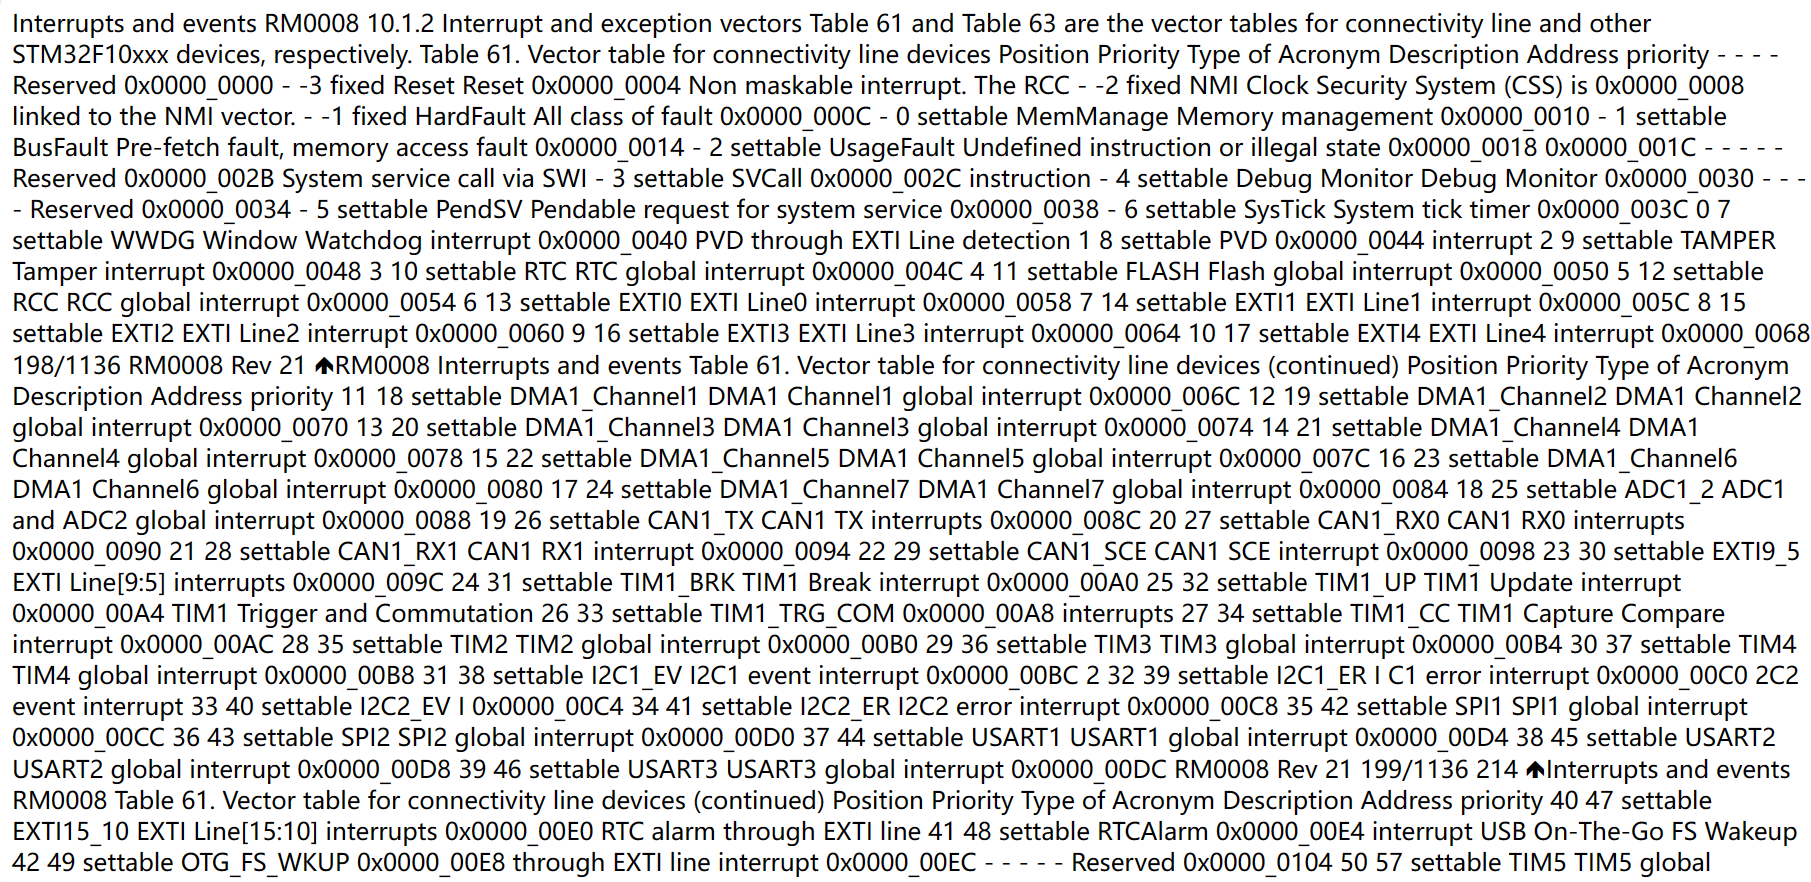 Interrupts and events RM0008 10.1.2 Interrupt and exception vectors Table 61 and Table 63 are the vector tables for connectivity line and other
STM32F10xxx devices, respectively. Table 61. Vector table for connectivity line devices Position Priority Type of Acronym Description Address priority - - - -
Reserved 0x0000_0000 - -3 fixed Reset Reset 0x0000_0004 Non maskable interrupt. The RCC - -2 fixed NMI Clock Security System (CSS) is 0x0000_0008
linked to the NMI vector. - -1 fixed HardFault All class of fault 0x0000_000C - 0 settable MemManage Memory management 0x0000_0010 - 1 settable
BusFault Pre-fetch fault, memory access fault 0x0000_0014 - 2 settable UsageFault Undefined instruction or illegal state 0x0000_0018 0x0000_001C - - - - -
Reserved 0x0000_002B System service call via SWI - 3 settable SVCall 0x0000_002C instruction - 4 settable Debug Monitor Debug Monitor 0x0000_0030 - - -
- Reserved 0x0000_0034 - 5 settable PendSV Pendable request for system service 0x0000_0038 - 6 settable SysTick System tick timer 0x0000_003C 0 7
settable WWDG Window Watchdog interrupt 0x0000_0040 PVD through EXTI Line detection 1 8 settable PVD 0x0000_0044 interrupt 2 9 settable TAMPER
Tamper interrupt 0x0000_0048 3 10 settable RTC RTC global interrupt 0x0000_004C 4 11 settable FLASH Flash global interrupt 0x0000_0050 5 12 settable
RCC RCC global interrupt 0x0000_0054 6 13 settable EXTI0 EXTI Line0 interrupt 0x0000_0058 7 14 settable EXTI1 EXTI Line1 interrupt 0x0000_005C 8 15
settable EXTI2 EXTI Line2 interrupt 0x0000_0060 9 16 settable EXTI3 EXTI Line3 interrupt 0x0000_0064 10 17 settable EXTI4 EXTI Line4 interrupt 0x0000_0068
198/1136 RM0008 Rev 21 🡅RM0008 Interrupts and events Table 61. Vector table for connectivity line devices (continued) Position Priority Type of Acronym
Description Address priority 11 18 settable DMA1_Channel1 DMA1 Channel1 global interrupt 0x0000_006C 12 19 settable DMA1_Channel2 DMA1 Channel2
global interrupt 0x0000_0070 13 20 settable DMA1_Channel3 DMA1 Channel3 global interrupt 0x0000_0074 14 21 settable DMA1_Channel4 DMA1
Channel4 global interrupt 0x0000_0078 15 22 settable DMA1_Channel5 DMA1 Channel5 global interrupt 0x0000_007C 16 23 settable DMA1_Channel6
DMA1 Channel6 global interrupt 0x0000_0080 17 24 settable DMA1_Channel7 DMA1 Channel7 global interrupt 0x0000_0084 18 25 settable ADC1_2 ADC1
and ADC2 global interrupt 0x0000_0088 19 26 settable CAN1_TX CAN1 TX interrupts 0x0000_008C 20 27 settable CAN1_RX0 CAN1 RX0 interrupts
0x0000_0090 21 28 settable CAN1_RX1 CAN1 RX1 interrupt 0x0000_0094 22 29 settable CAN1_SCE CAN1 SCE interrupt 0x0000_0098 23 30 settable EXTI9_5
EXTI Line[9:5] interrupts 0x0000_009C 24 31 settable TIM1_BRK TIM1 Break interrupt 0x0000_00A0 25 32 settable TIM1_UP TIM1 Update interrupt
0x0000_00A4 TIM1 Trigger and Commutation 26 33 settable TIM1_TRG_COM 0x0000_00A8 interrupts 27 34 settable TIM1_CC TIM1 Capture Compare
interrupt 0x0000_00AC 28 35 settable TIM2 TIM2 global interrupt 0x0000_00B0 29 36 settable TIM3 TIM3 global interrupt 0x0000_00B4 30 37 settable TIM4
TIM4 global interrupt 0x0000_00B8 31 38 settable I2C1_EV I2C1 event interrupt 0x0000_00BC 2 32 39 settable I2C1_ER I C1 error interrupt 0x0000_00C0 2C2
event interrupt 33 40 settable I2C2_EV I 0x0000_00C4 34 41 settable I2C2_ER I2C2 error interrupt 0x0000_00C8 35 42 settable SPI1 SPI1 global interrupt
0x0000_00CC 36 43 settable SPI2 SPI2 global interrupt 0x0000_00D0 37 44 settable USART1 USART1 global interrupt 0x0000_00D4 38 45 settable USART2
USART2 global interrupt 0x0000_00D8 39 46 settable USART3 USART3 global interrupt 0x0000_00DC RM0008 Rev 21 199/1136 214 🡅Interrupts and events
RM0008 Table 61. Vector table for connectivity line devices (continued) Position Priority Type of Acronym Description Address priority 40 47 settable
EXTI15_10 EXTI Line[15:10] interrupts 0x0000_00E0 RTC alarm through EXTI line 41 48 settable RTCAlarm 0x0000_00E4 interrupt USB On-The-Go FS Wakeup
42 49 settable OTG_FS_WKUP 0x0000_00E8 through EXTI line interrupt 0x0000_00EC - - - - - Reserved 0x0000_0104 50 57 settable TIM5 TIM5 global